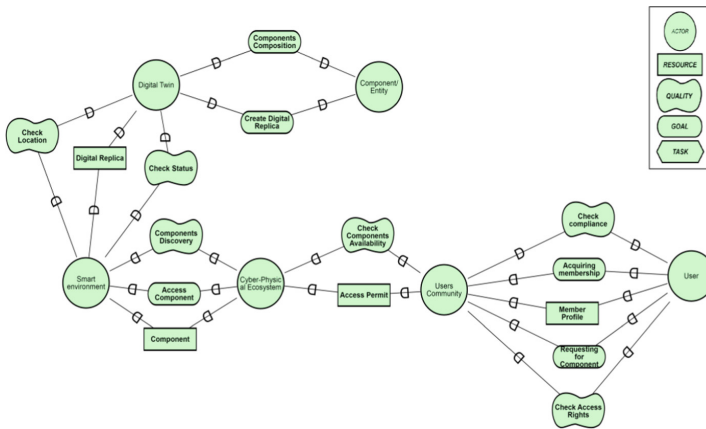 Components
Composition
ACTOR
RESOURCE
QUALITY
GOAL
TASK
Digital Twin
Component/
Entity
Create Digital
Replica
Check
Location
Digital Replica
Check Status
Components
Discovery
Check
Components
Availability
Check
compliance
Smart
environment
Access
Component
Cyber-Physic
al Ecosystem
Access Permit
Users
Community
Acquiring
membership
User
Component
Member
Profile
Requesting
for
Component
Check Access
Rights